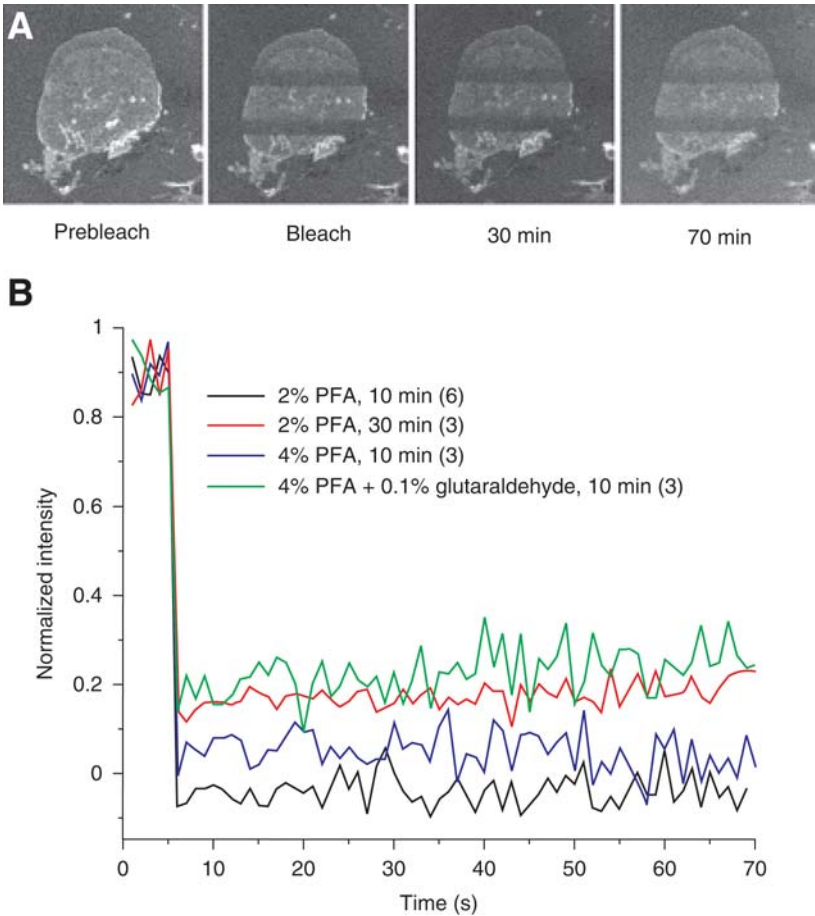 A
Prebleach
Bleach
30 min
70 min
B
1
0.8
0.6
0.4
0.2
0
Normalized intensity
2% PFA, 10 min (6)
2% PFA, 30 min (3)
4% PFA, 10 min (3)
4% PFA + 0.1% glutaraldehyde, 10 min (3)
0 10 20 30 40 50 60 70
Time (s)